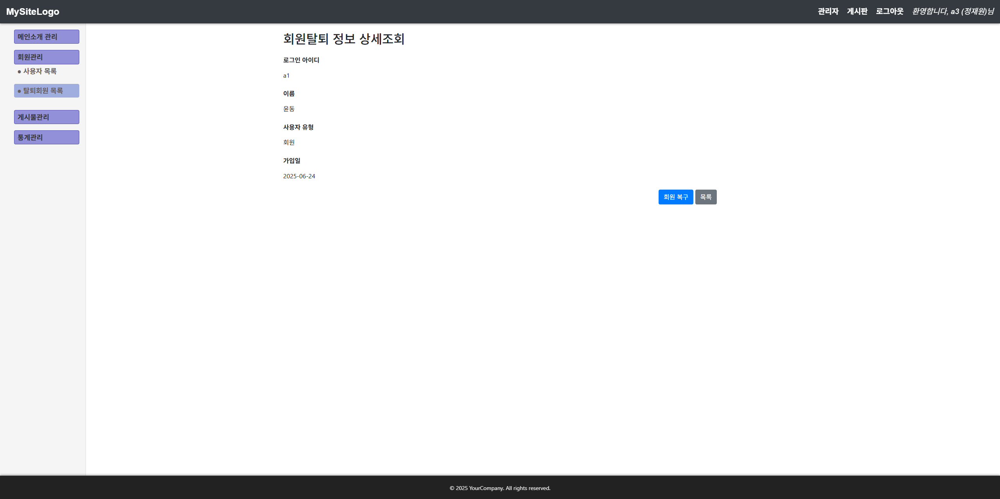 MySiteLogo
관리자 게시판 로그아웃 환영합니다, a3 (정재원)님
메인소개 관리
회원관리
● 사용자 목록
● 탈퇴회원 목록
게시물관리
통계관리
회원탈퇴 정보 상세조회
로그인 아이디
a1
이름
윤동
사용자 유형
회원
가입일
2025-06-24
회원 복구 목록
© 2025 YourCompany. All rights reserved.